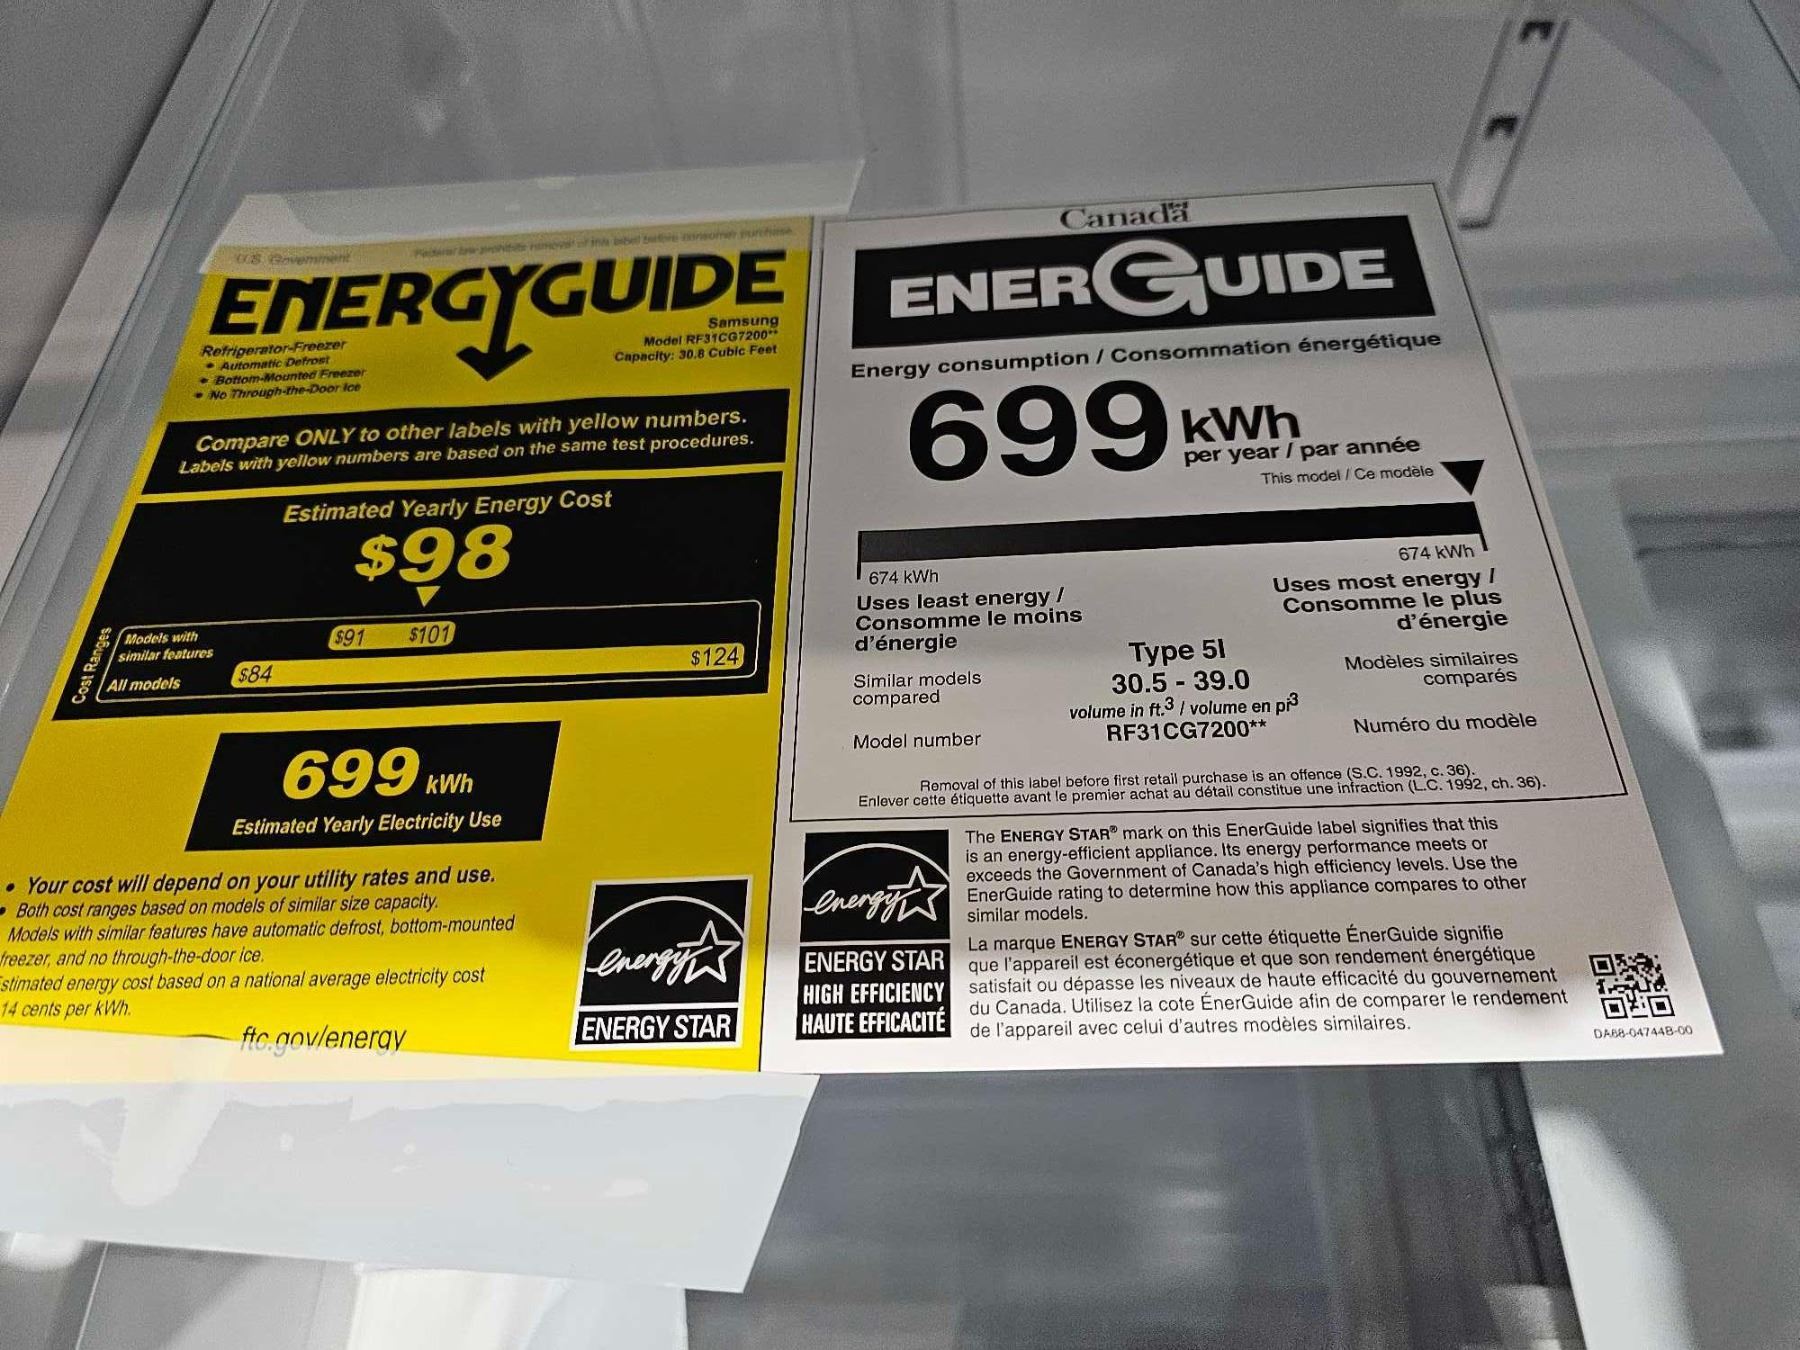 U.S. Government
Federal law prohibits removal of this label before consumer purchase.
ENERGYGUIDE
Refrigerator-Freezer
• Automatic Defrost
• Bottom-Mounted Freezer
• No Through-the-Door Ice
Samsung
Model RF31CG7200**
Capacity: 30.8 Cubic Feet
Compare ONLY to other labels with yellow numbers.
Labels with yellow numbers are based on the same test procedures.
Estimated Yearly Energy Cost
$98
Cost Ranges
Models with
similar features
$91 $101
All models
$84 $124
699 kWh
Estimated Yearly Electricity Use
• Your cost will depend on your utility rates and use.
• Both cost ranges based on models of similar size capacity.
Models with similar features have automatic defrost, bottom-mounted
freezer, and no through-the-door ice.
stimated energy cost based on a national average electricity cost
14 cents per kWh.
ftc.gov/energy
energy
ENERGY STAR
Canada
ENERGUIDE
Energy consumption / Consommation énergétique
699 kWh
per year / par année
This model / Ce modèle
674 kWh
674 kWh
Uses least energy /
Consomme le moins
d'énergie
Uses most energy /
Consomme le plus
d'énergie
Similar models
compared
Type 5I
30.5 - 39.0
volume in ft.3 / volume en pi3
Modèles similaires
comparés
Model number
RF31CG7200**
Numéro du modèle
Removal of this label before first retail purchase is an offence (S.C. 1992, c. 36).
Enlever cette étiquette avant le premier achat au détail constitue une infraction (L.C. 1992, ch. 36).
energy
ENERGY STAR
HIGH EFFICIENCY
HAUTE EFFICACITÉ
The ENERGY STAR® mark on this EnerGuide label signifies that this
is an energy-efficient appliance. Its energy performance meets or
exceeds the Government of Canada's high efficiency levels. Use the
EnerGuide rating to determine how this appliance compares to other
similar models.
La marque ENERGY STAR® sur cette étiquette ÉnerGuide signifie
que l'appareil est éconergétique et que son rendement énergétique
satisfait ou dépasse les niveaux de haute efficacité du gouvernement
du Canada. Utilisez la cote ÉnerGuide afin de comparer le rendement
de l'appareil avec celui d'autres modèles similaires.
DA68-04744B-00